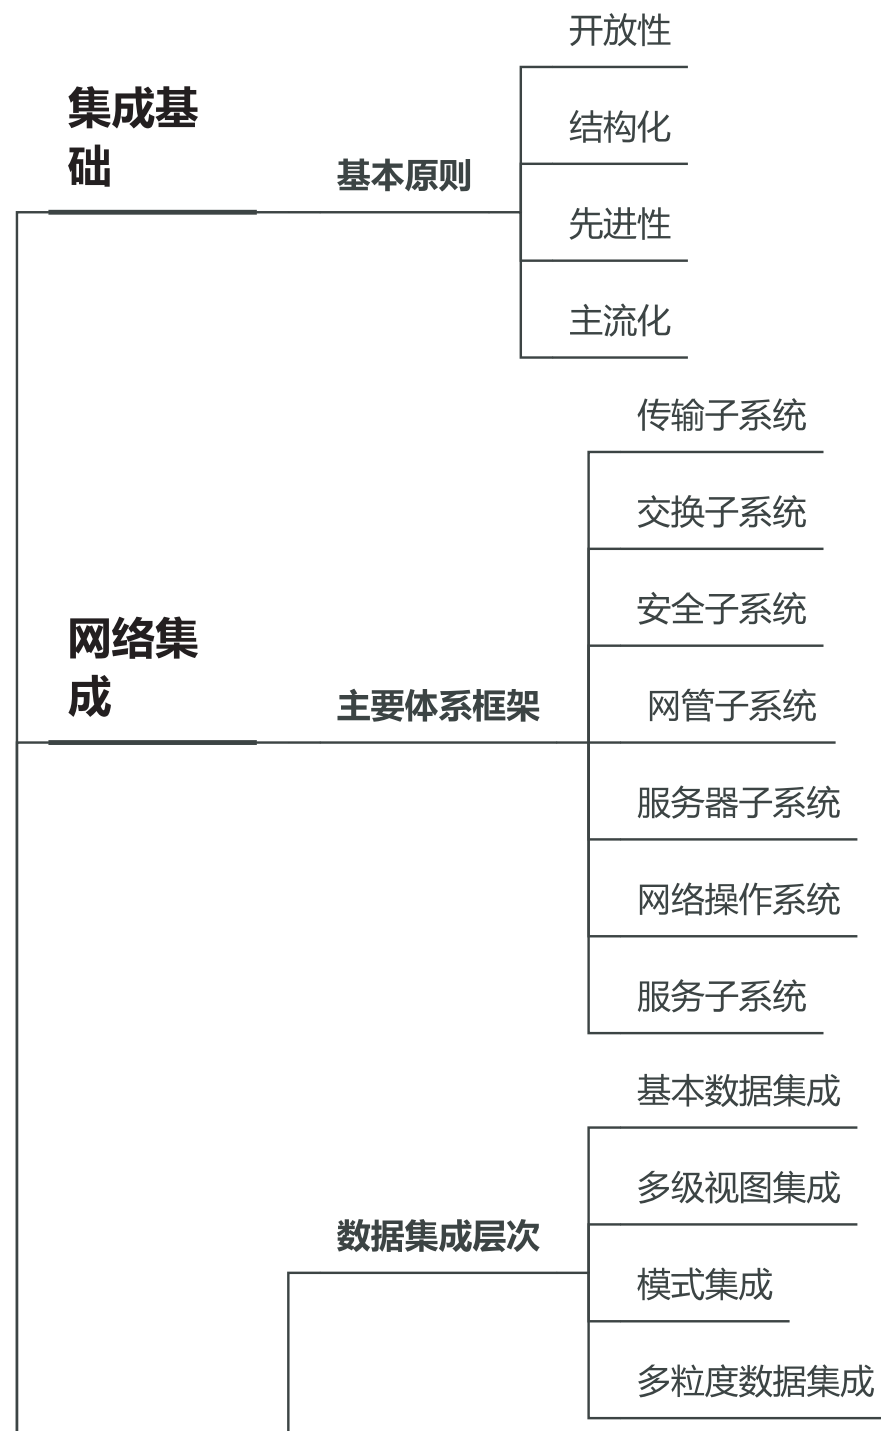 开放性
集成基
础
结构化
基本原则
先进性
主流化
传输子系统
交换子系统
安全子系统
网络集
成
主要体系框架
网管子系统
服务器子系统
网络操作系统
服务子系统
基本数据集成
多级视图集成
数据集成层次
模式集成
多粒度数据集成